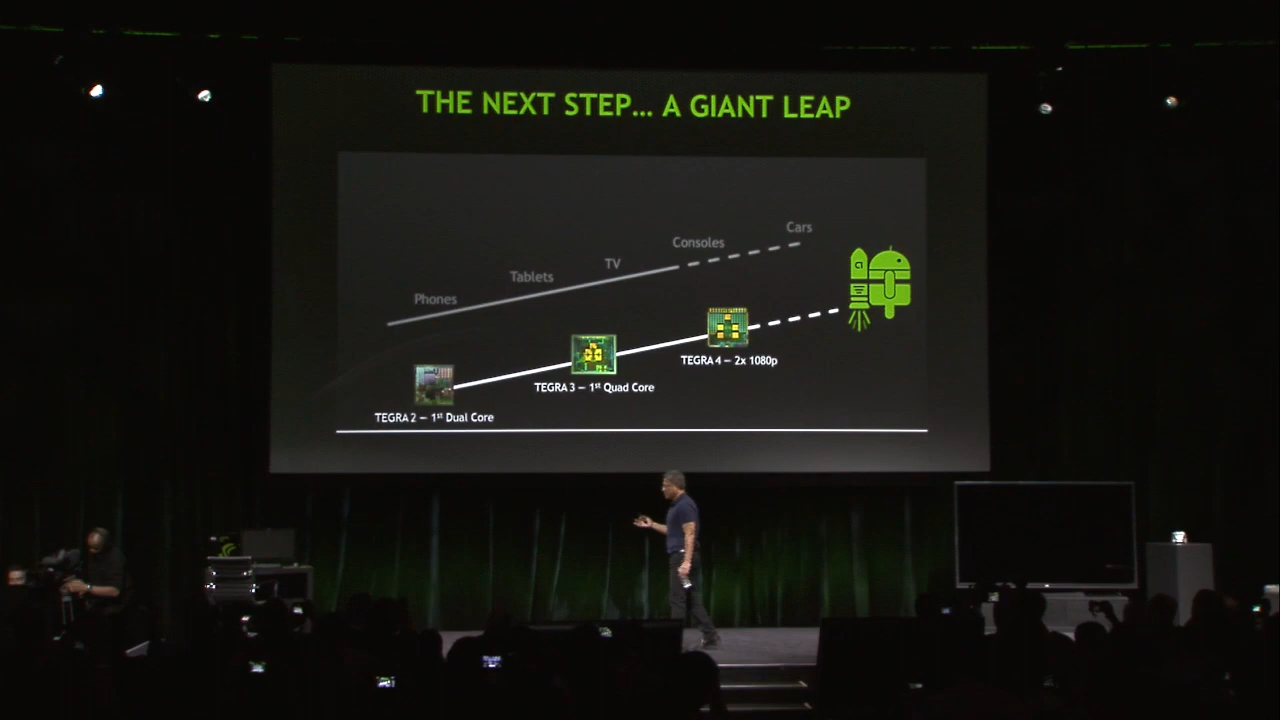 THE NEXT STEP... A GIANT LEAP
Cars
Consoles
TV
Tablets
Phones
TEGRA 4 – 2x 1080p
TEGRA 3 – 1st Quad Core
TEGRA 2 – 1st Dual Core